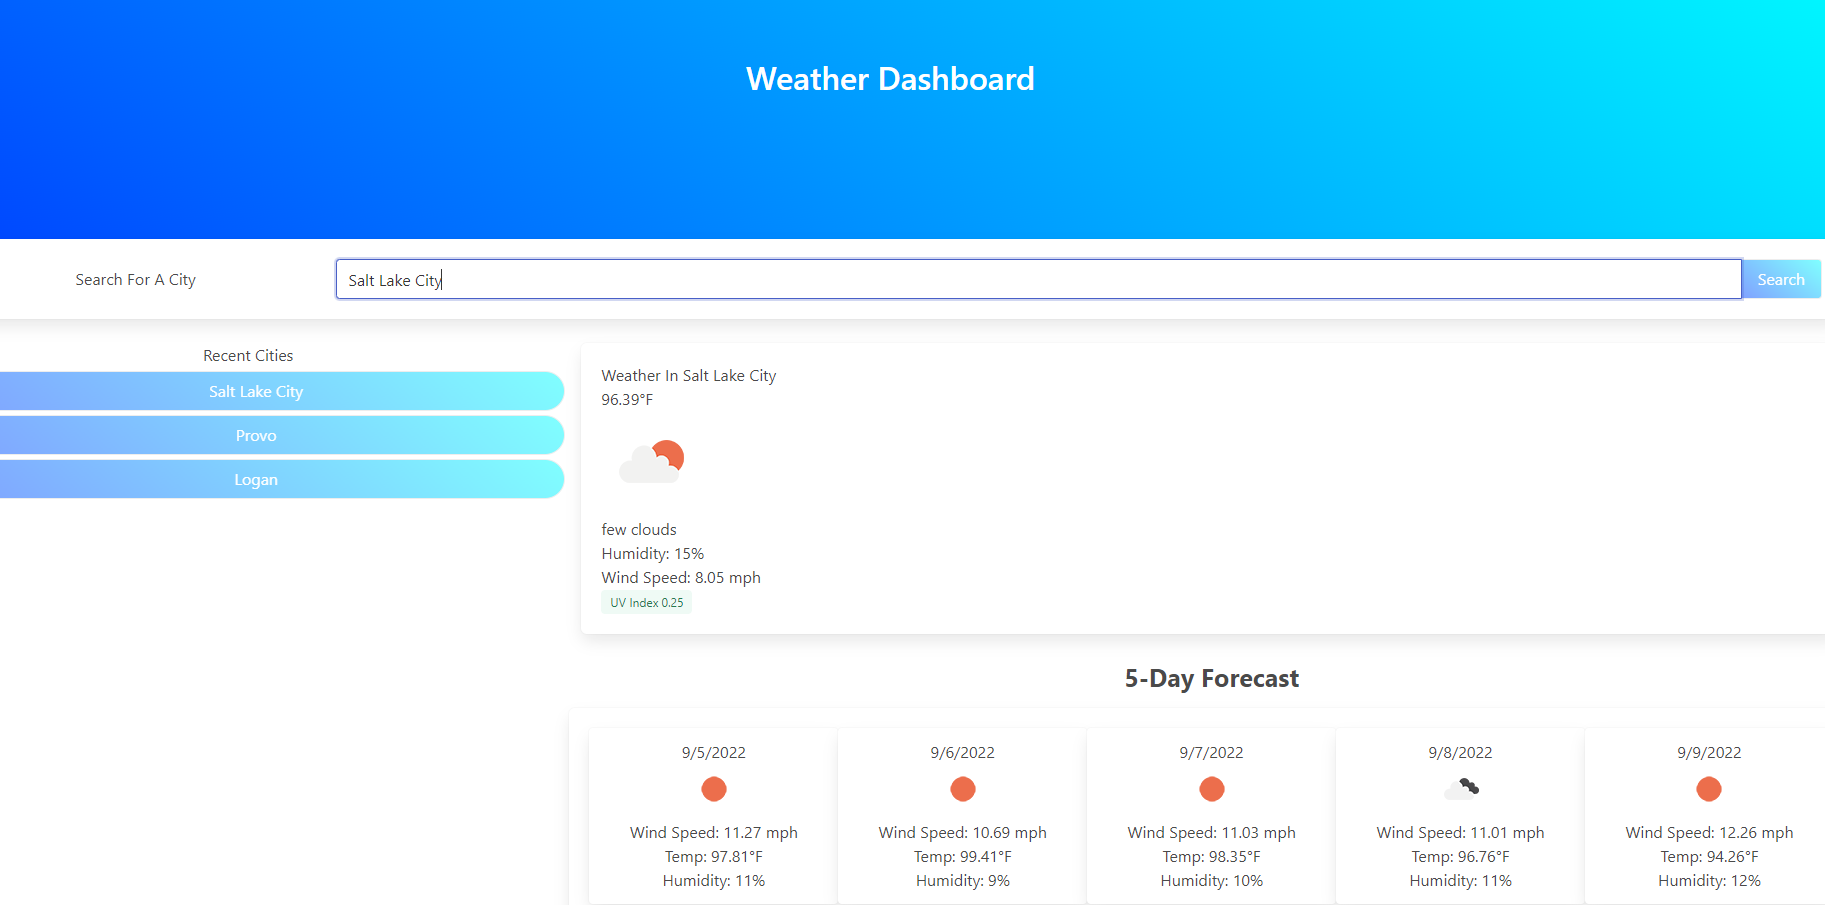 Weather Dashboard
Search For A City
Salt Lake City
Search
Recent Cities
Salt Lake City
Provo
Logan
Weather In Salt Lake City
96.39°F
few clouds
Humidity: 15%
Wind Speed: 8.05 mph
UV Index 0.25
5-Day Forecast
9/5/2022
Wind Speed: 11.27 mph
Temp: 97.81°F
Humidity: 11%
9/6/2022
Wind Speed: 10.69 mph
Temp: 99.41°F
Humidity: 9%
9/7/2022
Wind Speed: 11.03 mph
Temp: 98.35°F
Humidity: 10%
9/8/2022
Wind Speed: 11.01 mph
Temp: 96.76°F
Humidity: 11%
9/9/2022
Wind Speed: 12.26 mph
Temp: 94.26°F
Humidity: 12%